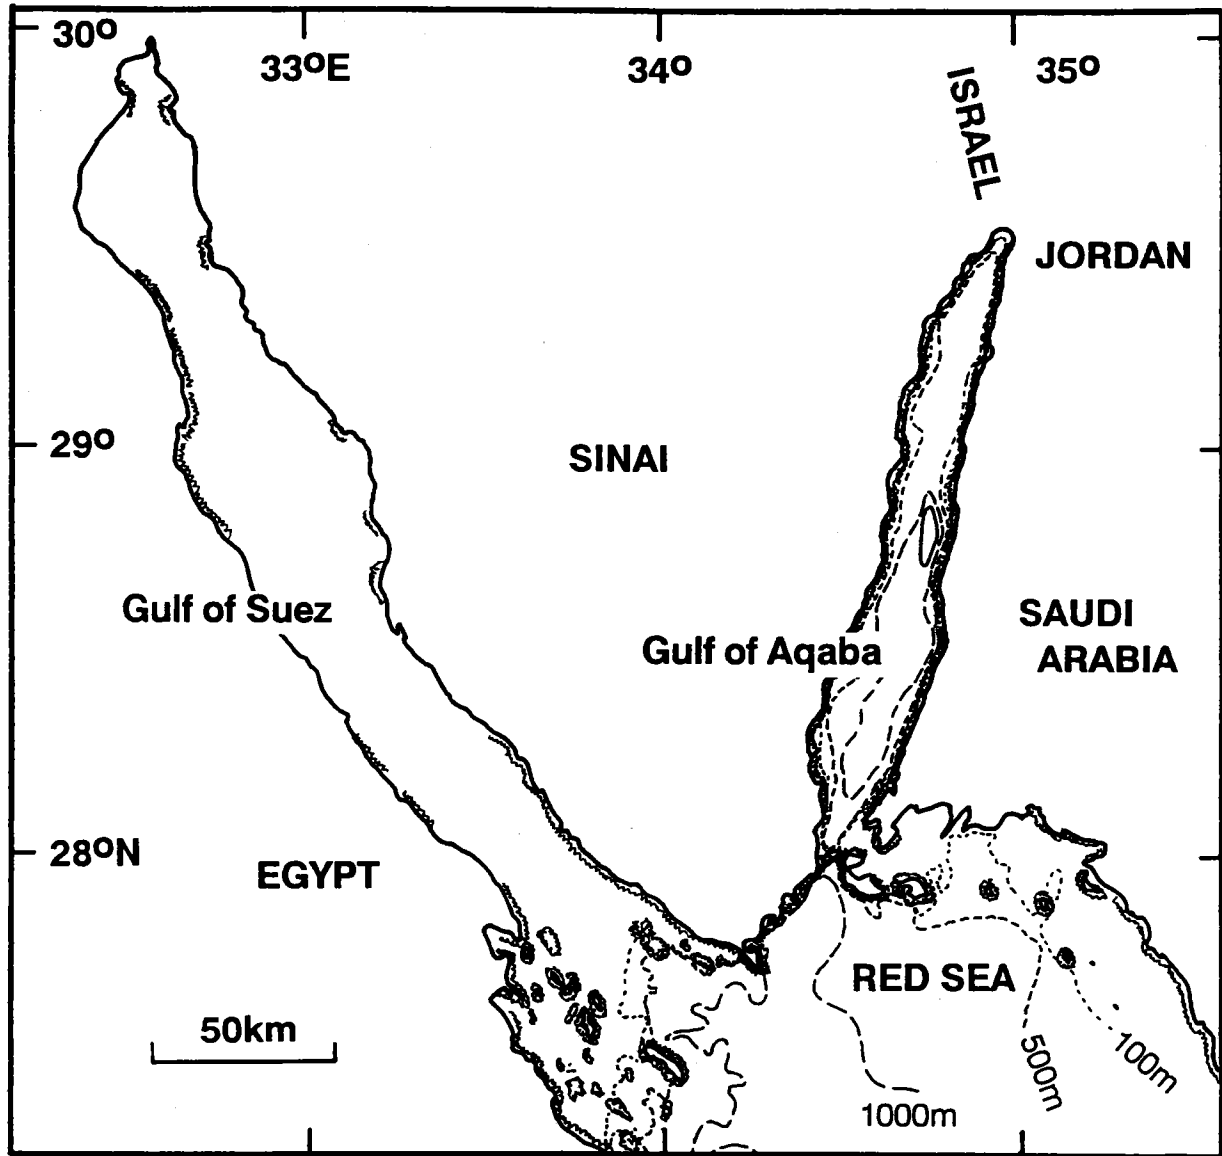 30°
33°E
34°
35°
ISRAEL
JORDAN
29°
SINAI
Gulf of Suez
Gulf of Aqaba
SAUDI
ARABIA
28°N
EGYPT
RED SEA
50km
500m
100m
1000m